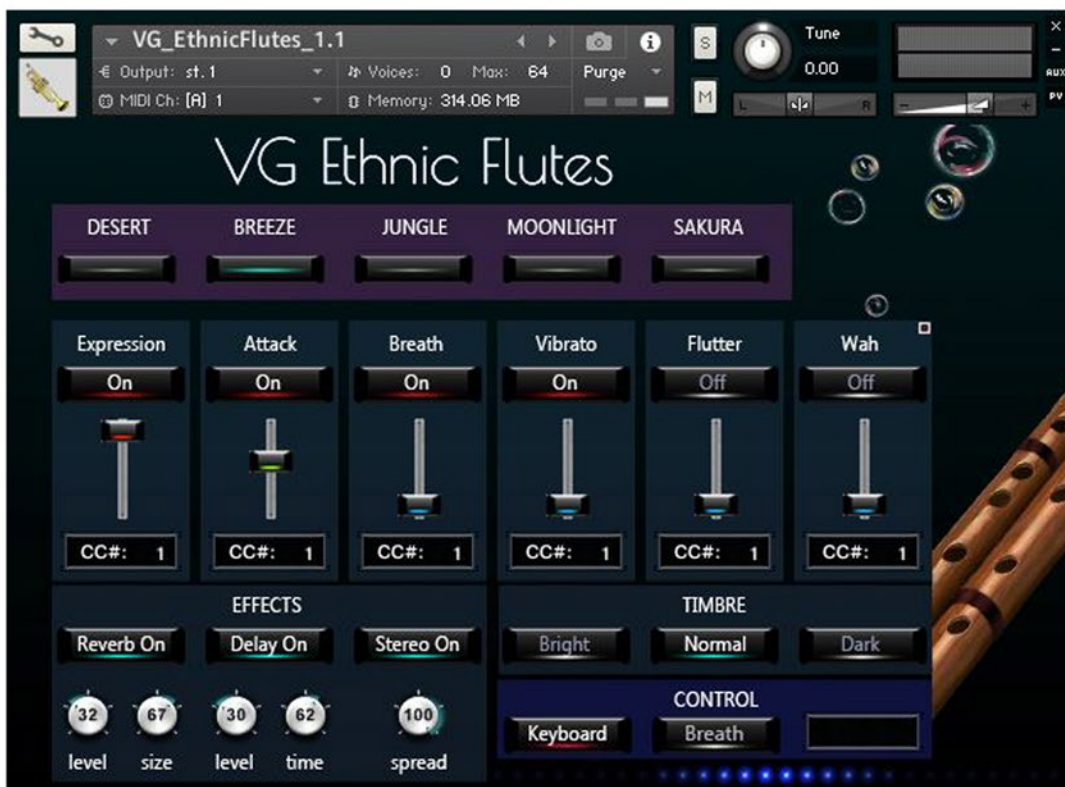 VG_EthnicFlutes_1.1
S
Tune
0.00
X
Output: st.1
Voices: 0 Max: 64
Purge
AUX
MIDI Ch: [A] 1
Memory: 314.06 MB
M
L
R
PV
VG Ethnic Flutes
DESERT BREEZE JUNGLE MOONLIGHT SAKURA
Expression Attack Breath Vibrato Flutter Wah
On On On On Off Off
CC#: 1 CC#: 1 CC#: 1 CC#: 1 CC#: 1 CC#: 1
EFFECTS
Reverb On Delay On Stereo On
32 67 30 62 100
level size level time spread
TIMBRE
Bright Normal Dark
CONTROL
Keyboard Breath